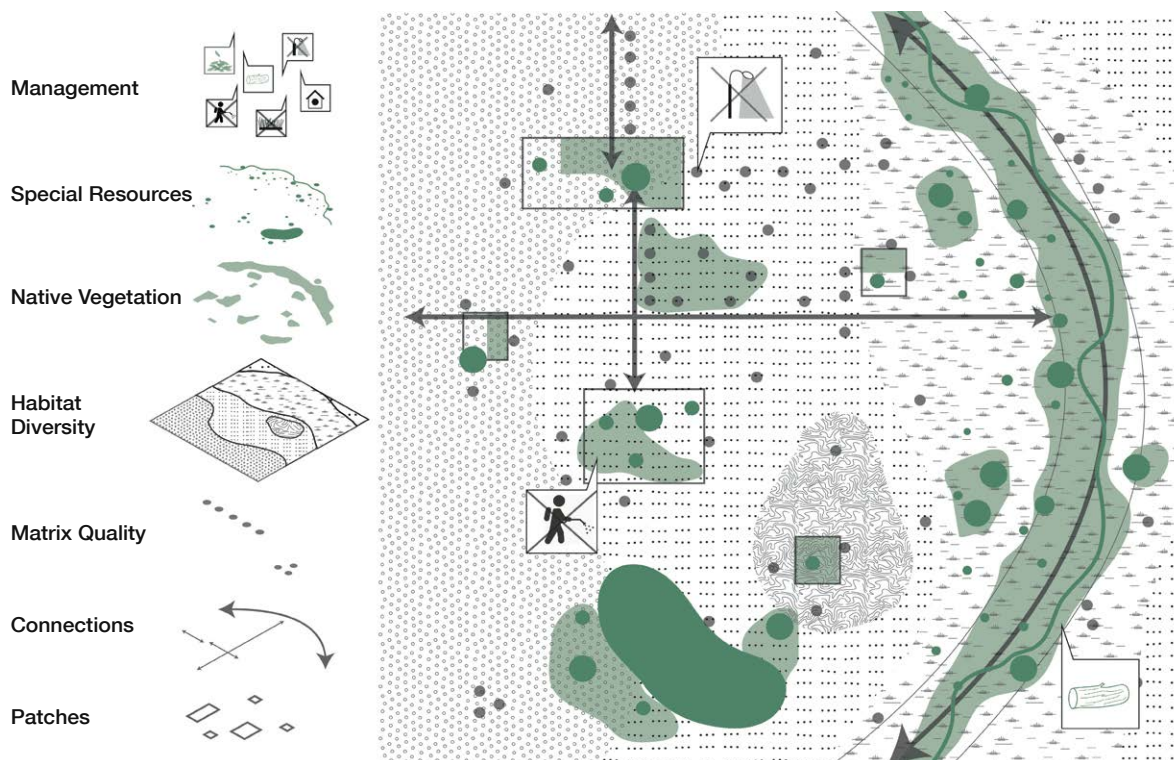 Management
Special Resources
Native Vegetation
Habitat
Diversity
Matrix Quality
Connections
Patches